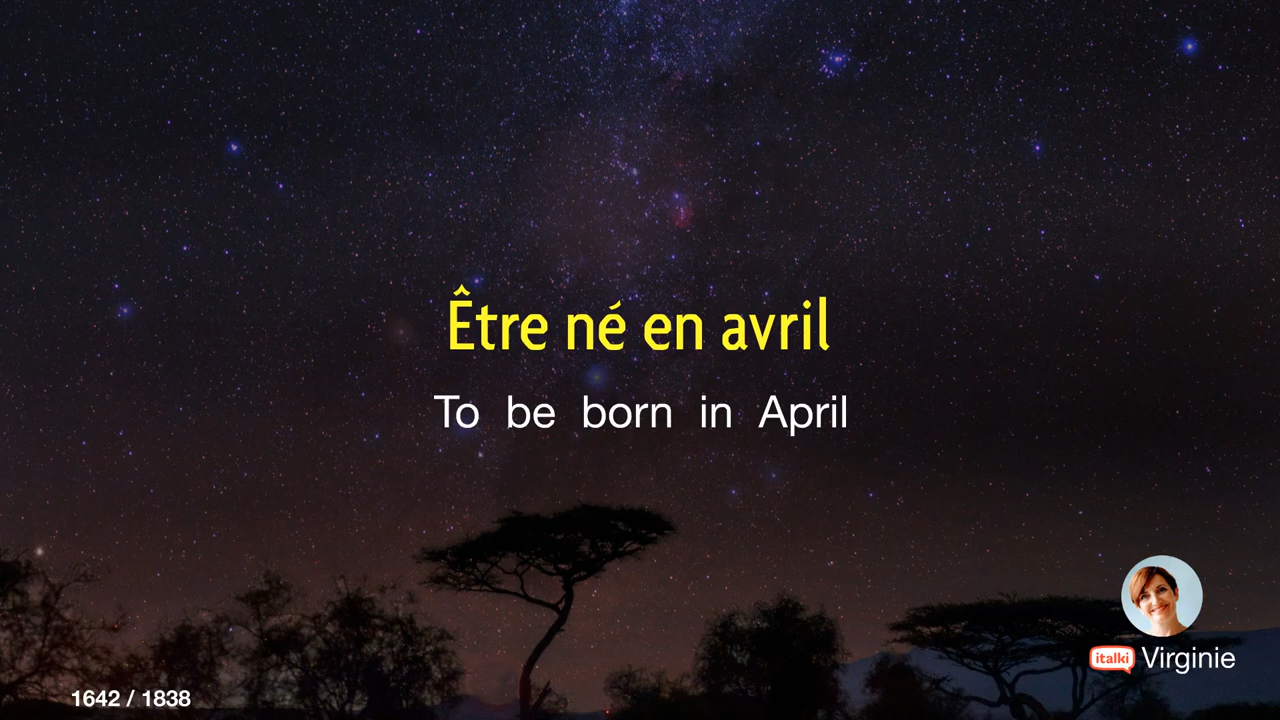 Être né en avril
To be born in April
italki Virginie
1642 / 1838